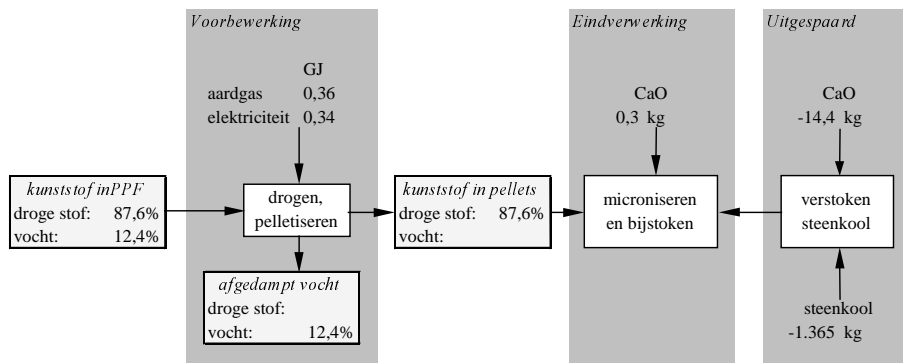 Voorbewerking
Eindverwerking
Uitgespaard
GJ
aardgas 0,36
elektriciteit 0,34
CaO
0,3 kg
CaO
-14,4 kg
kunststof inPPF
droge stof: 87,6%
vocht: 12,4%
drogen,
pelletiseren
kunststof in pellets
droge stof: 87,6%
vocht:
microniseren
en bijstoken
verstoken
steenkool
afgedampt vocht
droge stof:
vocht: 12,4%
steenkool
-1.365 kg